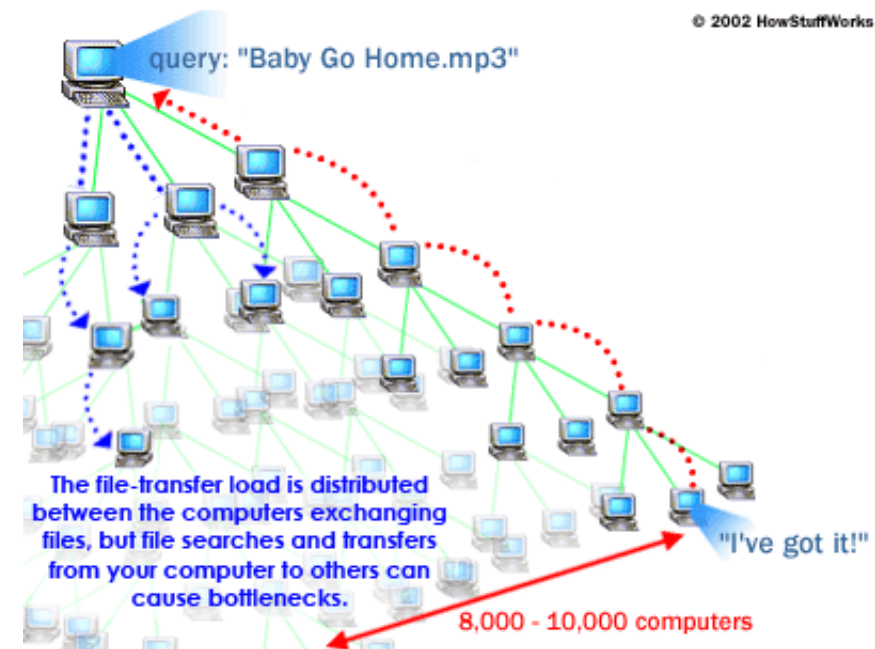 © 2002 HowStuffWorks
query: "Baby Go Home.mp3"
The file-transfer load is distributed
between the computers exchanging
files, but file searches and transfers
from your computer to others can
cause bottlenecks.
"I've got it!"
8,000 - 10,000 computers